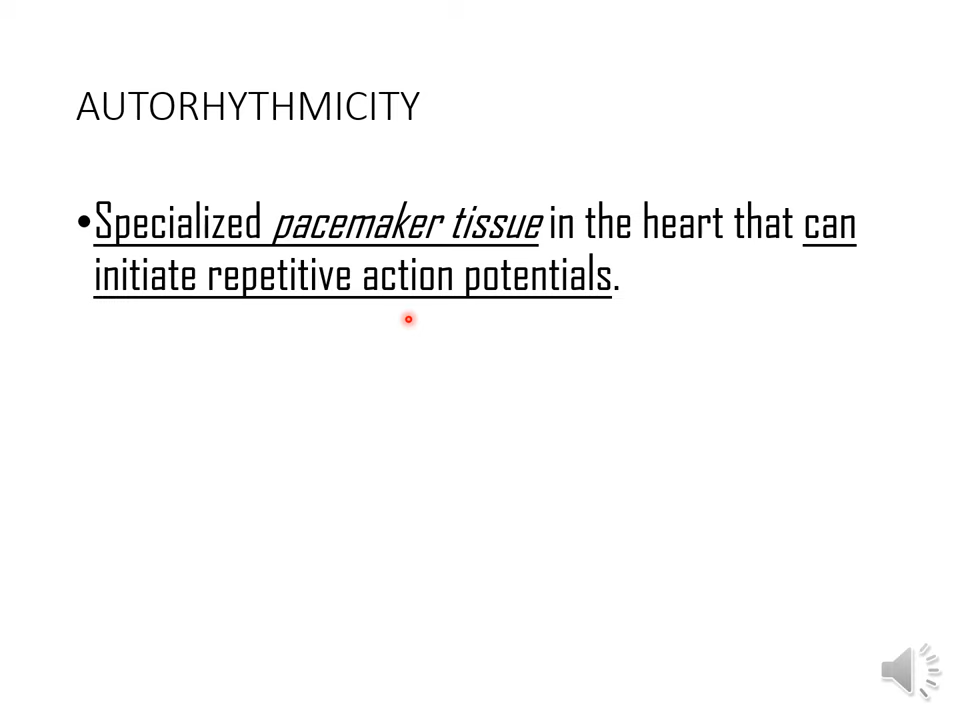 AUTORHYTHMICITY
•Specialized pacemaker tissue in the heart that can
initiate repetitive action potentials.